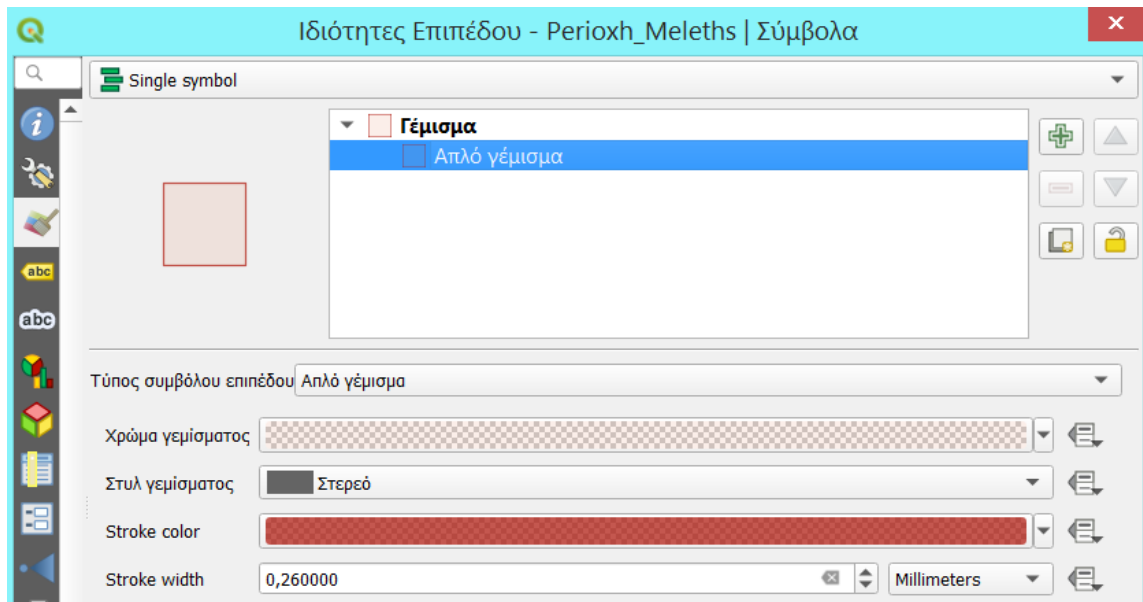 Ιδιότητες Επιπέδου - Perioxh_Meleths | Σύμβολα
Single symbol
Γέμισμα
Απλό γέμισμα
abc
abc
Τύπος συμβόλου επιπέδου Απλό γέμισμα
Χρώμα γεμίσματος
Στυλ γεμίσματος Στερεό
Stroke color
Stroke width 0,260000 Millimeters